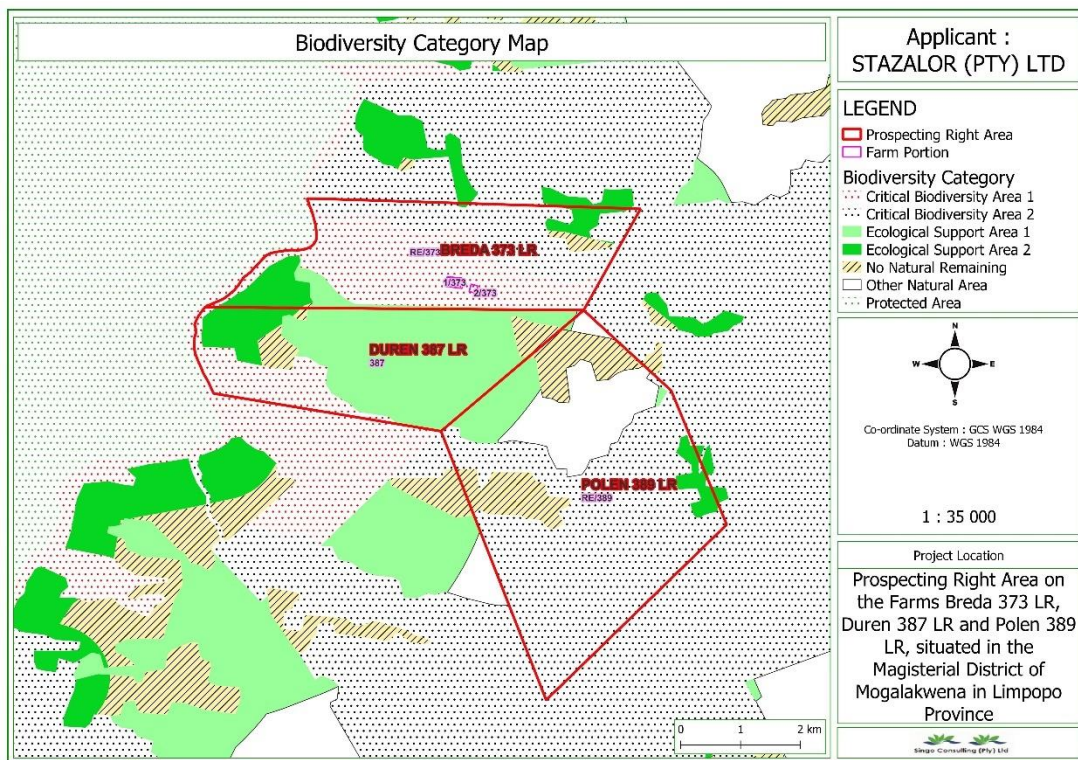 Biodiversity Category Map
Applicant :
STAZALOR (PTY) LTD
LEGEND
Prospecting Right Area
Farm Portion
Biodiversity Category
Critical Biodiversity Area 1
Critical Biodiversity Area 2
Ecological Support Area 1
Ecological Support Area 2
No Natural Remaining
Other Natural Area
Protected Area
RE/373
BREDA 373 LR
1/373
2/373
DUREN 387 LR
387
POLEN 389 LR
RE/389
N
W
E
S
Co-ordinate System : GCS WGS 1984
Datum : WGS 1984
1 : 35 000
Project Location
Prospecting Right Area on
the Farms Breda 373 LR,
Duren 387 LR and Polen 389
LR, situated in the
Magisterial District of
Mogalakwena in Limpopo
Province
0 1 2 km
Singo Consulting (Pty) Ltd